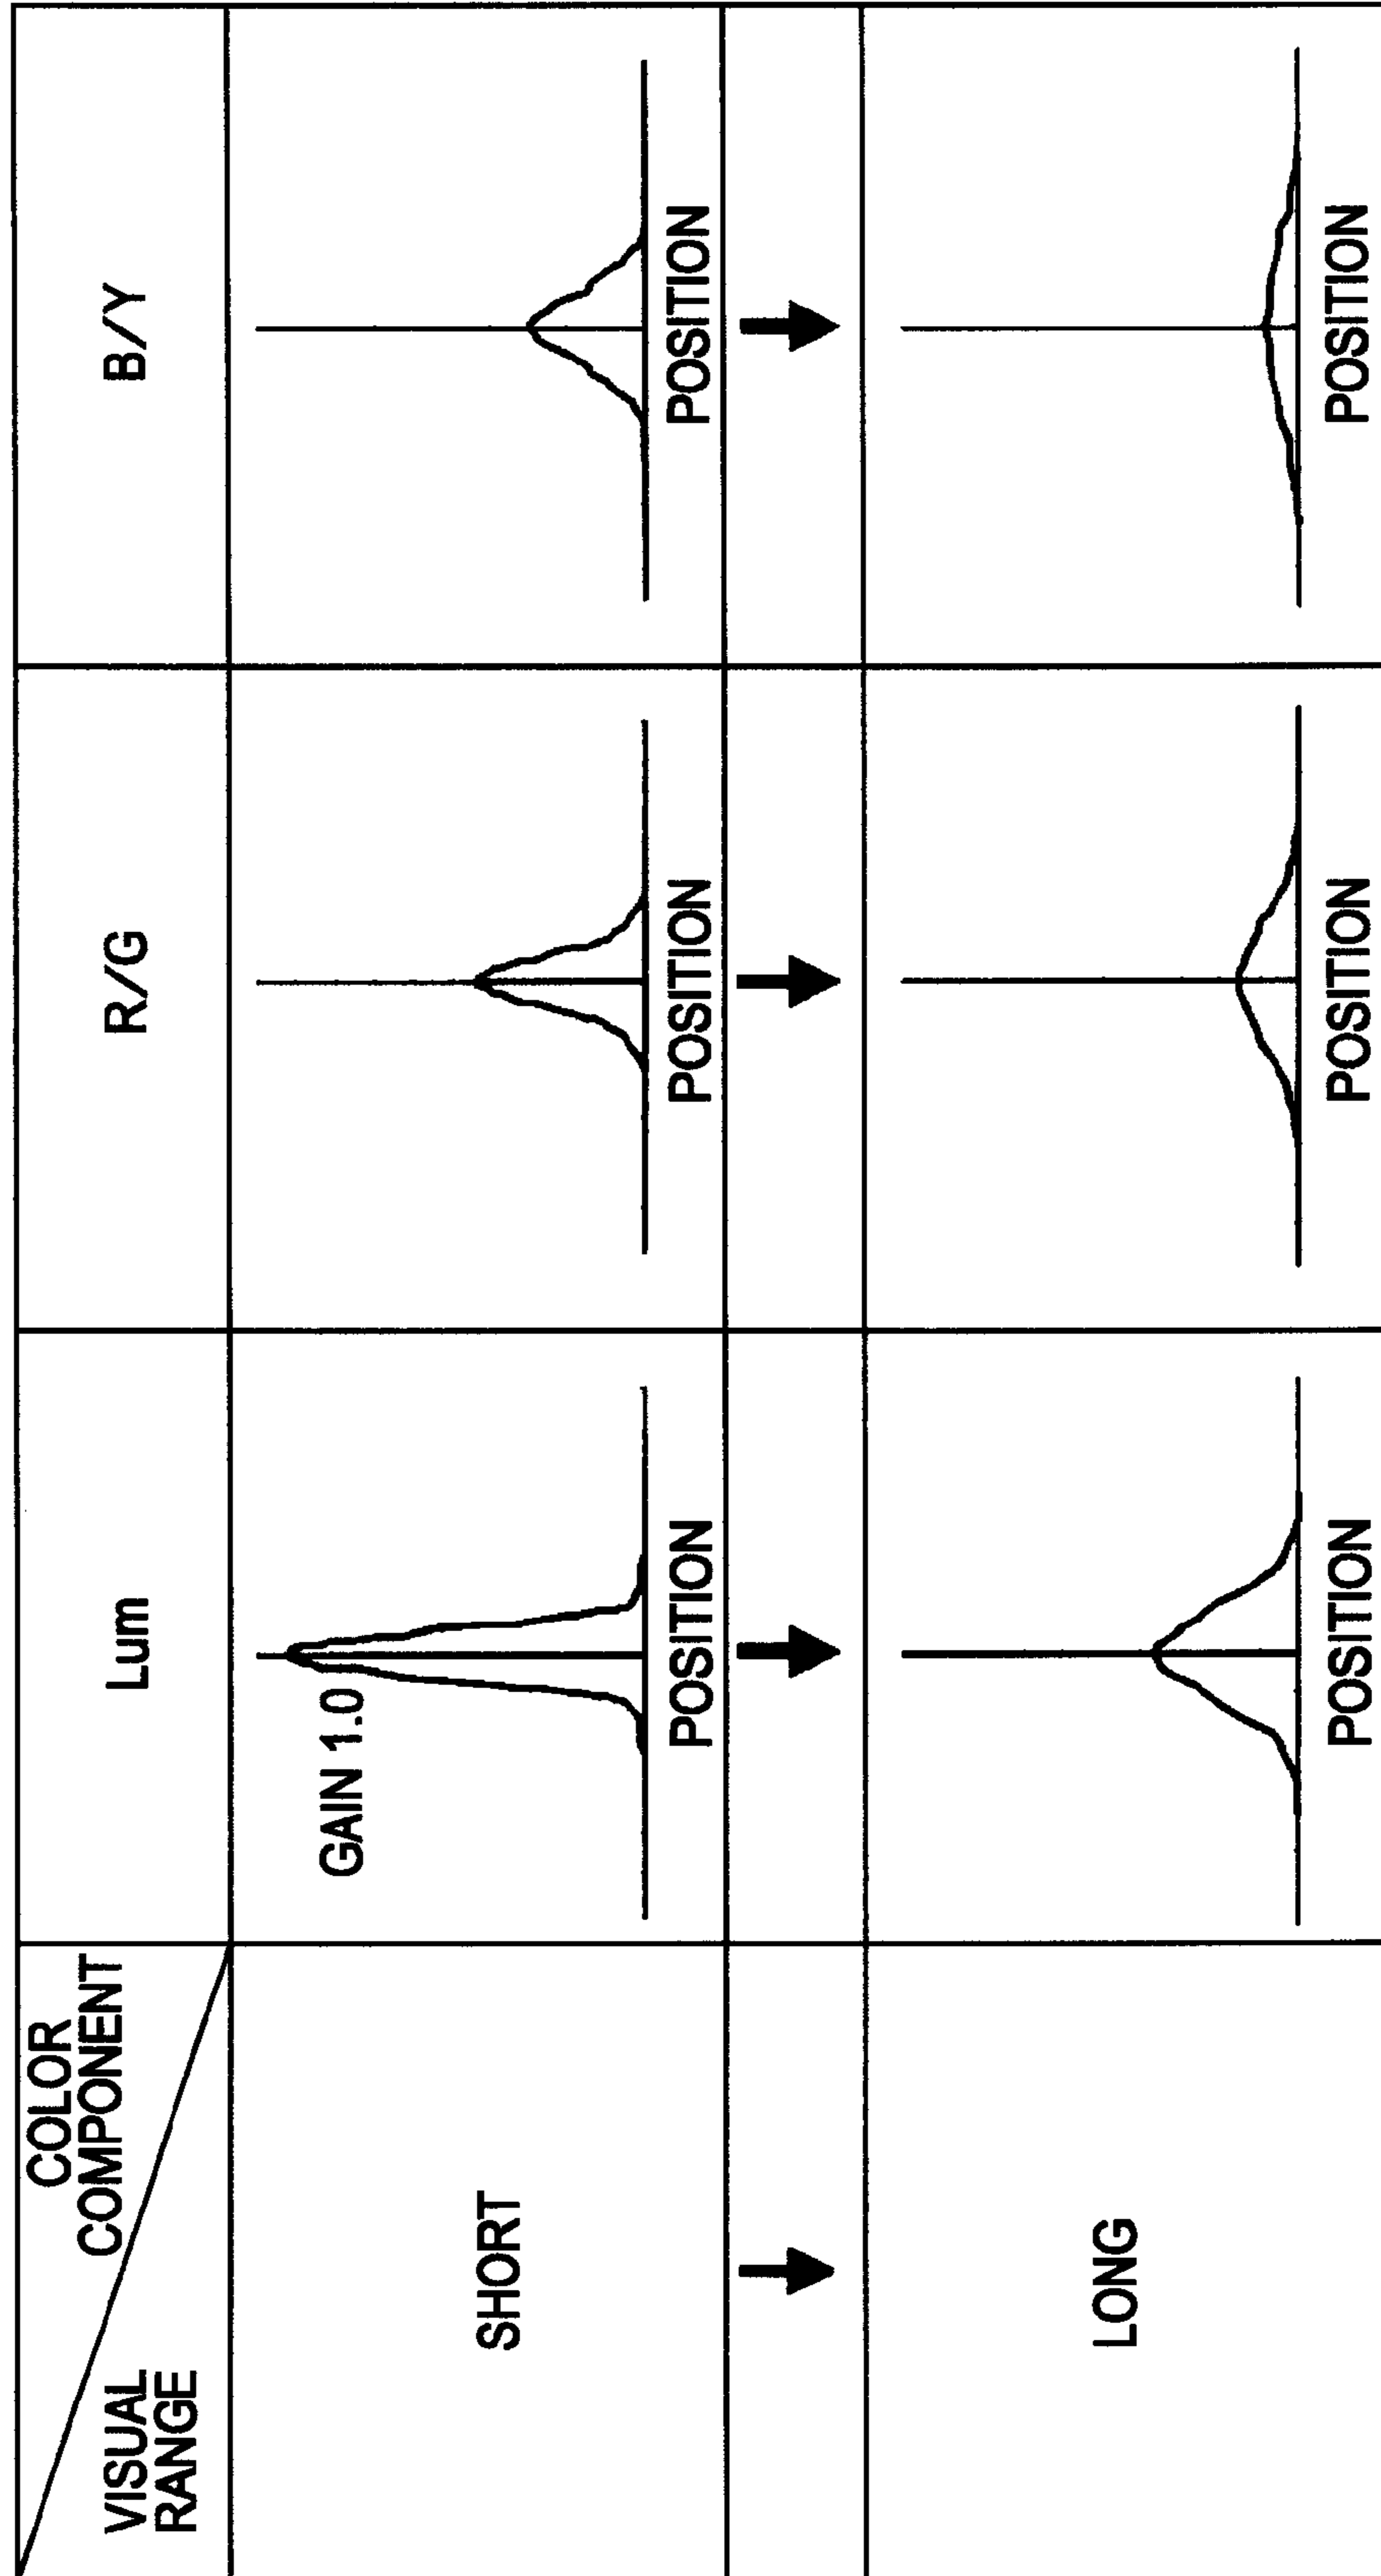 COLOR
COMPONENT
VISUAL
RANGE
Lum
R/G
B/Y
SHORT
GAIN 1.0
POSITION
POSITION
POSITION
LONG
POSITION
POSITION
POSITION